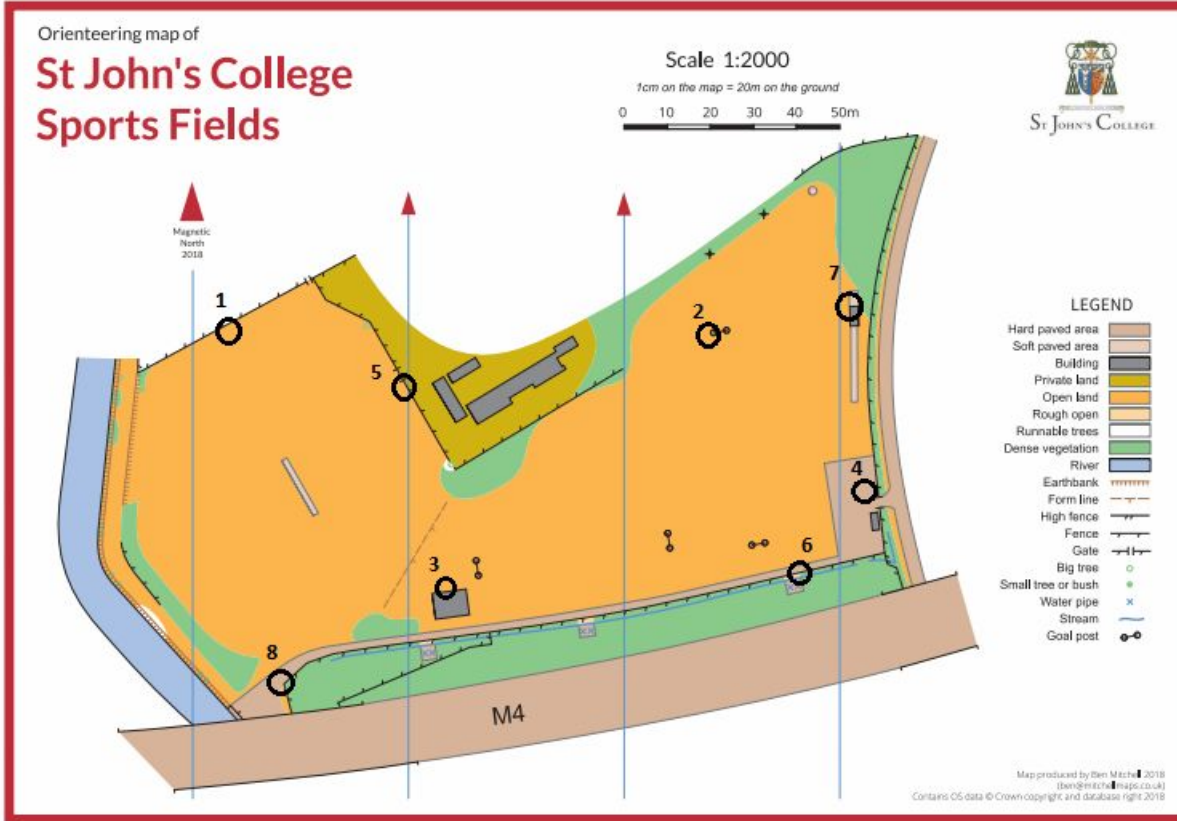 Orienteering map of
St John's College
Sports Fields
Scale 1:2000
1cm on the map = 20m on the ground
0 10 20 30 40 50m
ST JOHN'S COLLEGE
Magnetic
North
2018
1
2
7
5
4
3
6
8
M4
LEGEND
Hard paved area
Soft paved area
Building
Private land
Open land
Rough open
Runnable trees
Dense vegetation
River
Earthbank
Form line
High fence
Fence
Gate
Big tree
Small tree or bush
Water pipe
Stream
Goal post
Map produced by Ben Mitchell 2018
(ben@mitchellmaps.co.uk)
Contains OS data © Crown copyright and database right 2018